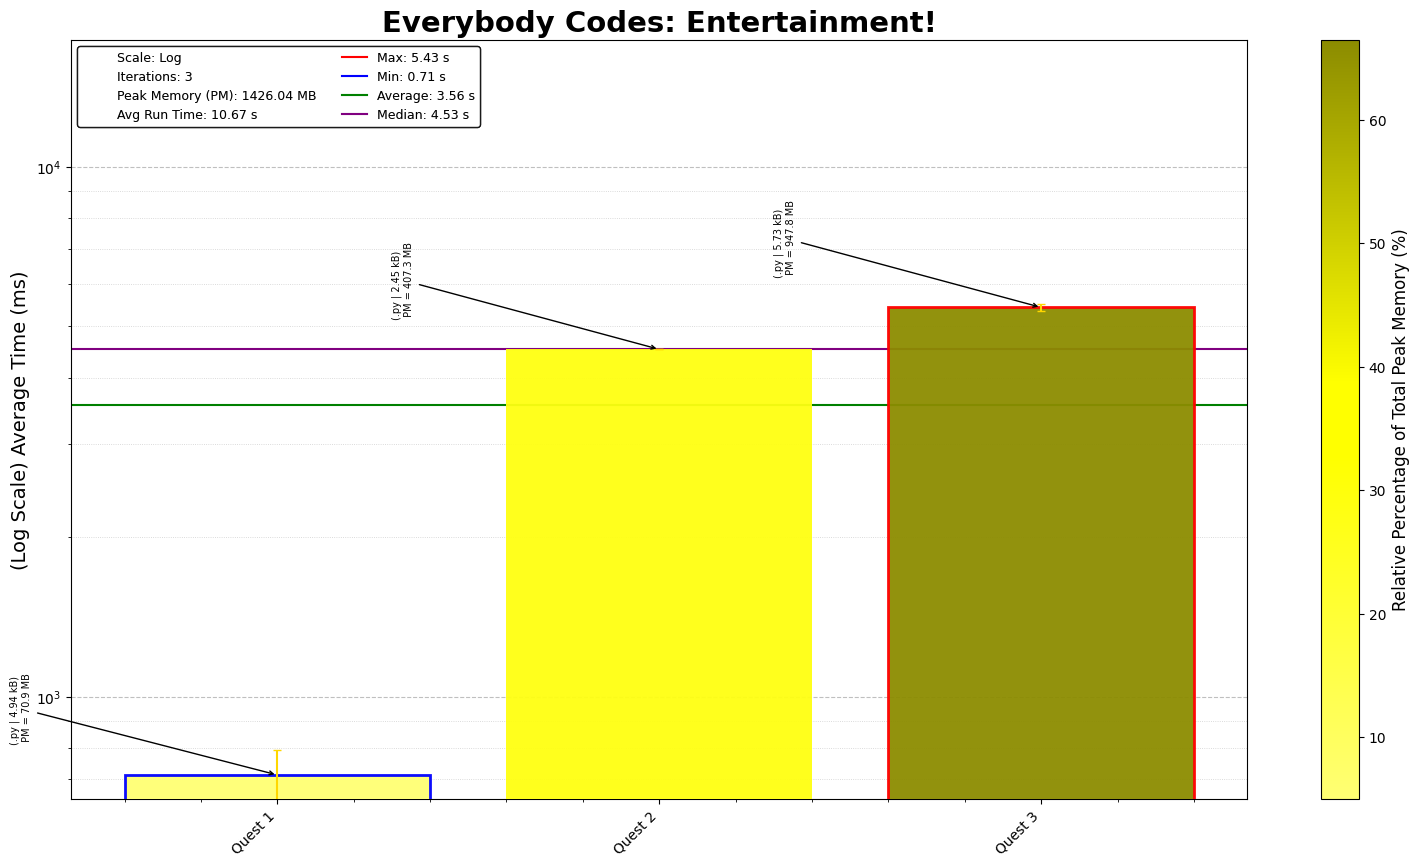 Everybody Codes: Entertainment!
Scale: Log
Iterations: 3
Peak Memory (PM): 1426.04 MB
Avg Run Time: 10.67 s
Max: 5.43 s
Min: 0.71 s
Average: 3.56 s
Median: 4.53 s
(Log Scale) Average Time (ms)
10⁴
10³
(.py | 4.94 kB)
PM = 70.9 MB
(.py | 2.45 kB)
PM = 407.3 MB
(.py | 5.73 kB)
PM = 947.8 MB
Quest 1
Quest 2
Quest 3
60
50
40
30
20
10
Relative Percentage of Total Peak Memory (%)